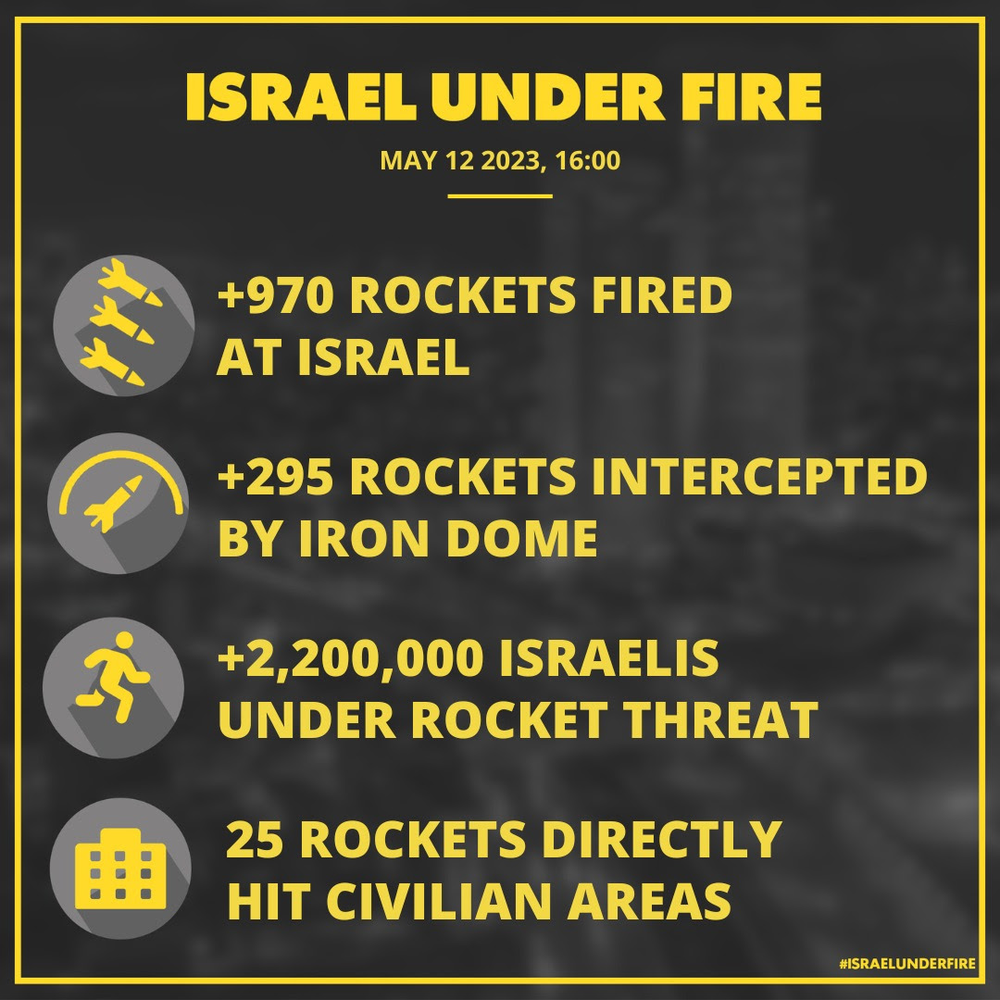 ISRAEL UNDER FIRE
MAY 12 2023, 16:00
+970 ROCKETS FIRED
AT ISRAEL
+295 ROCKETS INTERCEPTED
BY IRON DOME
+2,200,000 ISRAELIS
UNDER ROCKET THREAT
25 ROCKETS DIRECTLY
HIT CIVILIAN AREAS
#ISRAELUNDERFIRE